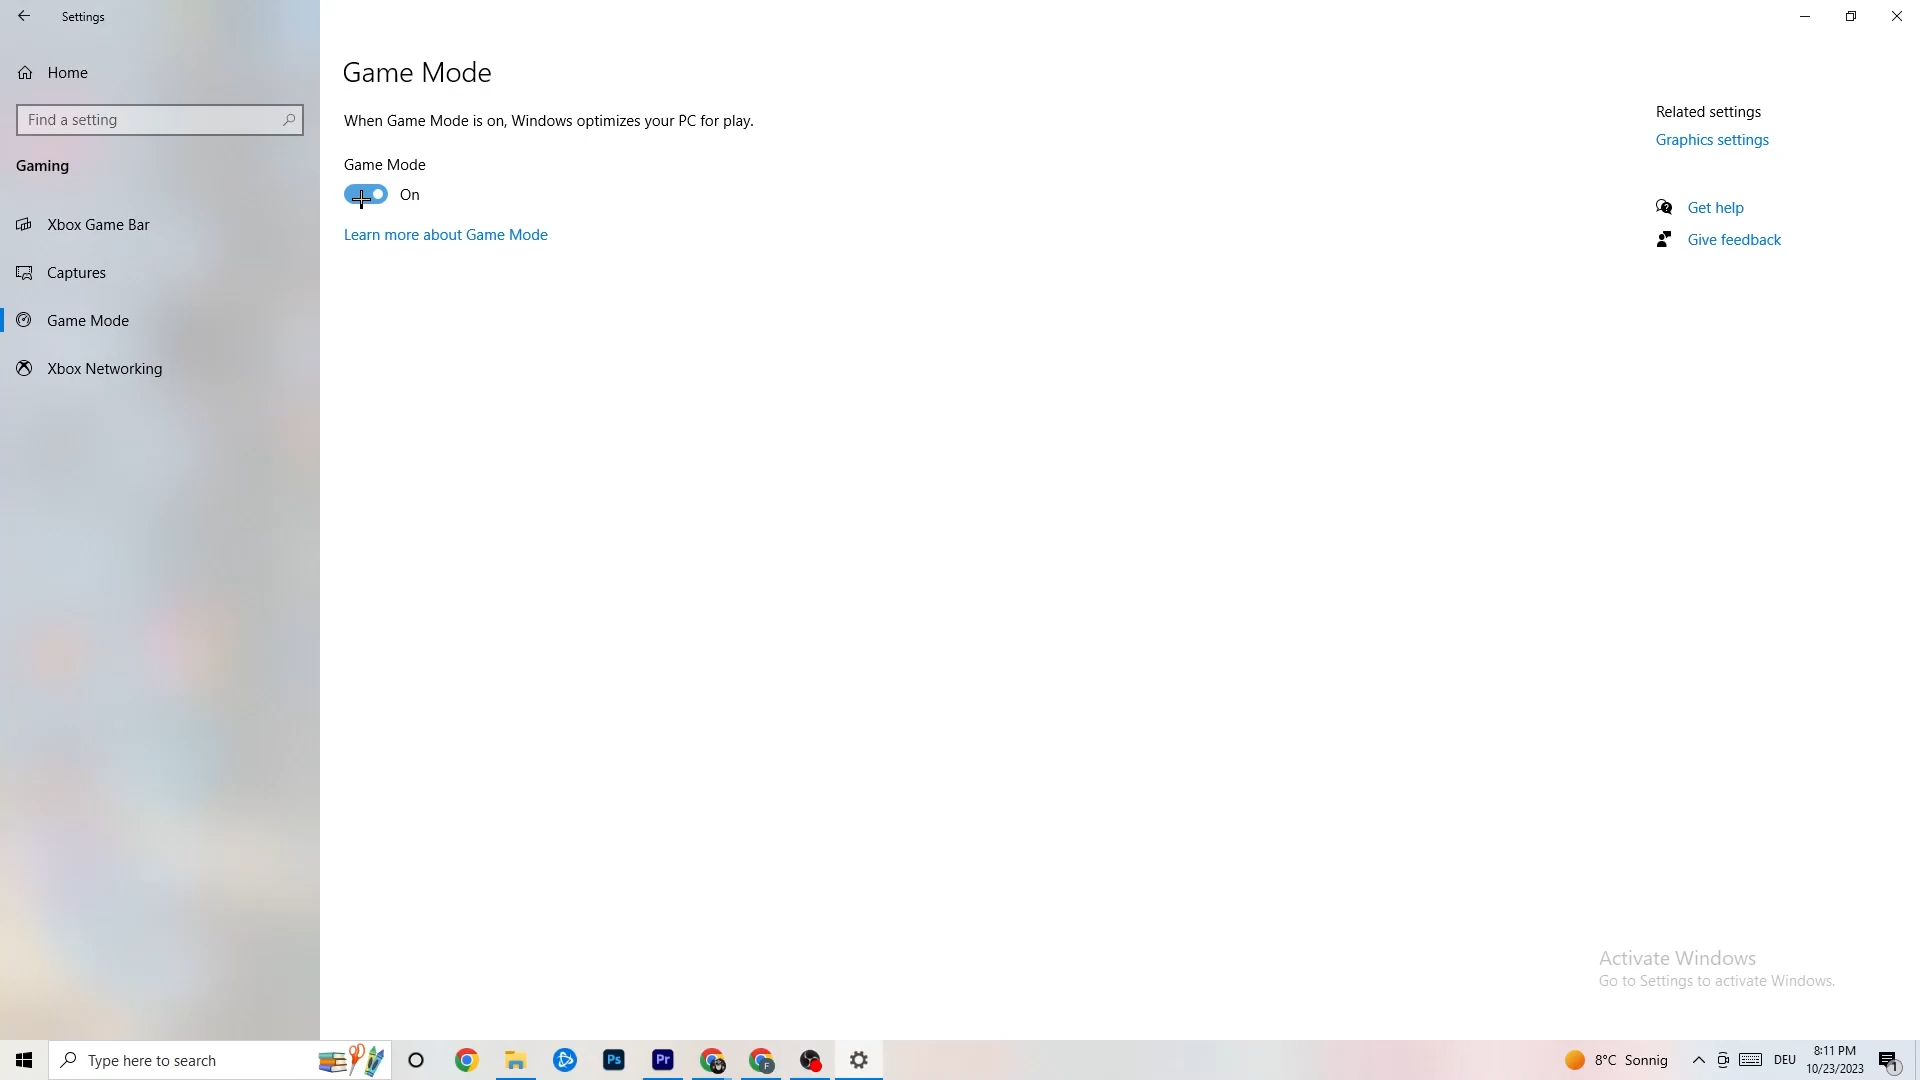 Settings
Home
Find a setting
Gaming
Xbox Game Bar
Captures
Game Mode
Xbox Networking
Game Mode
When Game Mode is on, Windows optimizes your PC for play.
Game Mode
On
Learn more about Game Mode
Related settings
Graphics settings
Get help
Give feedback
Activate Windows
Go to Settings to activate Windows.
Type here to search
Ps
Pr
F
8°C Sonnig
DEU
8:11 PM
10/23/2023
1